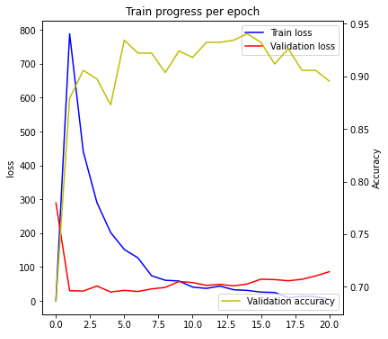 Train progress per epoch
Train loss
Validation loss
Validation accuracy
loss
Accuracy
800
700
600
500
400
300
200
100
0
0.95
0.90
0.85
0.80
0.75
0.70
0.0 2.5 5.0 7.5 10.0 12.5 15.0 17.5 20.0